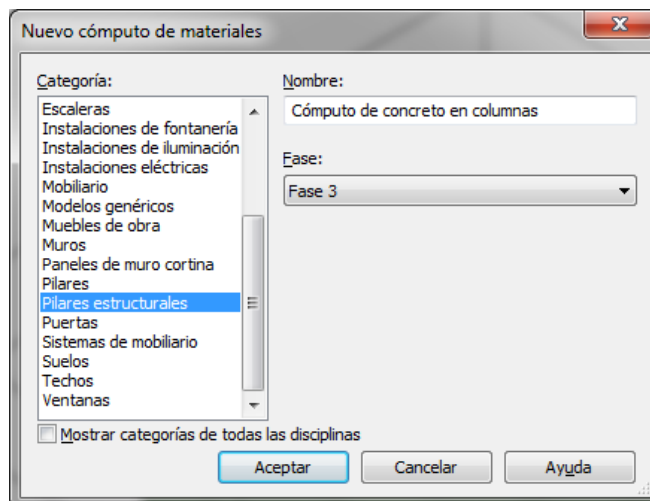 Nuevo cómputo de materiales
Categoría:
Escaleras
Instalaciones de fontanería
Instalaciones de iluminación
Instalaciones eléctricas
Mobiliario
Modelos genéricos
Muebles de obra
Muros
Paneles de muro cortina
Pilares
Pilares estructurales
Puertas
Sistemas de mobiliario
Suelos
Techos
Ventanas
Nombre:
Cómputo de concreto en columnas
Fase:
Fase 3
Mostrar categorías de todas las disciplinas
Aceptar
Cancelar
Ayuda